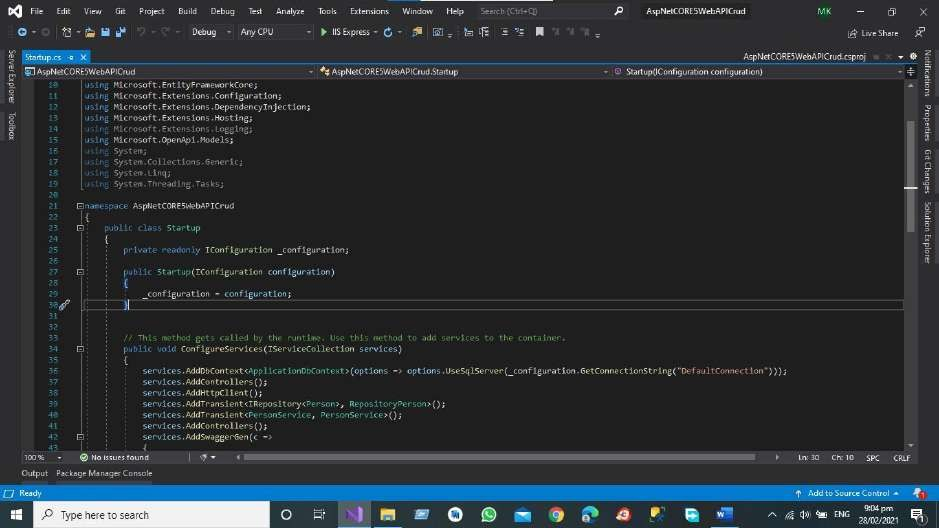 File Edit View Git Project Build Debug Test Analyze Tools Extensions Window Help Search (Ctrl+Q) AspNetCORE5WebAPICrud MK
Debug Any CPU IIS Express Live Share
Startup.cs AspNetCORE5WebAPICrud.csproj
AspNetCORE5WebAPICrud AspNetCORE5WebAPICrud.Startup Startup(IConfiguration configuration)
Server Explorer
Toolbox
10 using Microsoft.EntityFrameworkCore;
11 using Microsoft.Extensions.Configuration;
12 using Microsoft.Extensions.DependencyInjection;
13 using Microsoft.Extensions.Hosting;
14 using Microsoft.Extensions.Logging;
15 using Microsoft.OpenApi.Models;
16 using System;
17 using System.Collections.Generic;
18 using System.Linq;
19 using System.Threading.Tasks;
20
21 namespace AspNetCORE5WebAPICrud
22 {
23 public class Startup
24 {
25 private readonly IConfiguration _configuration;
26
27 public Startup(IConfiguration configuration)
28 {
29 _configuration = configuration;
30 }
31
32
33 // This method gets called by the runtime. Use this method to add services to the container.
34 public void ConfigureServices(IServiceCollection services)
35 {
36 services.AddDbContext<ApplicationDbContext>(options => options.UseSqlServer(_configuration.GetConnectionString("DefaultConnection")));
37 services.AddControllers();
38 services.AddHttpClient();
39 services.AddTransient<IRepository<Person>, RepositoryPerson>();
40 services.AddTransient<PersonService, PersonService>();
41 services.AddControllers();
42 services.AddSwaggerGen(c =>
43 {
Notifications
Properties
Git Changes
Solution Explorer
100 % No issues found Ln: 30 Ch: 10 SPC CRLF
Output Package Manager Console
Ready Add to Source Control 1
Type here to search ENG 9:04 pm
28/02/2021